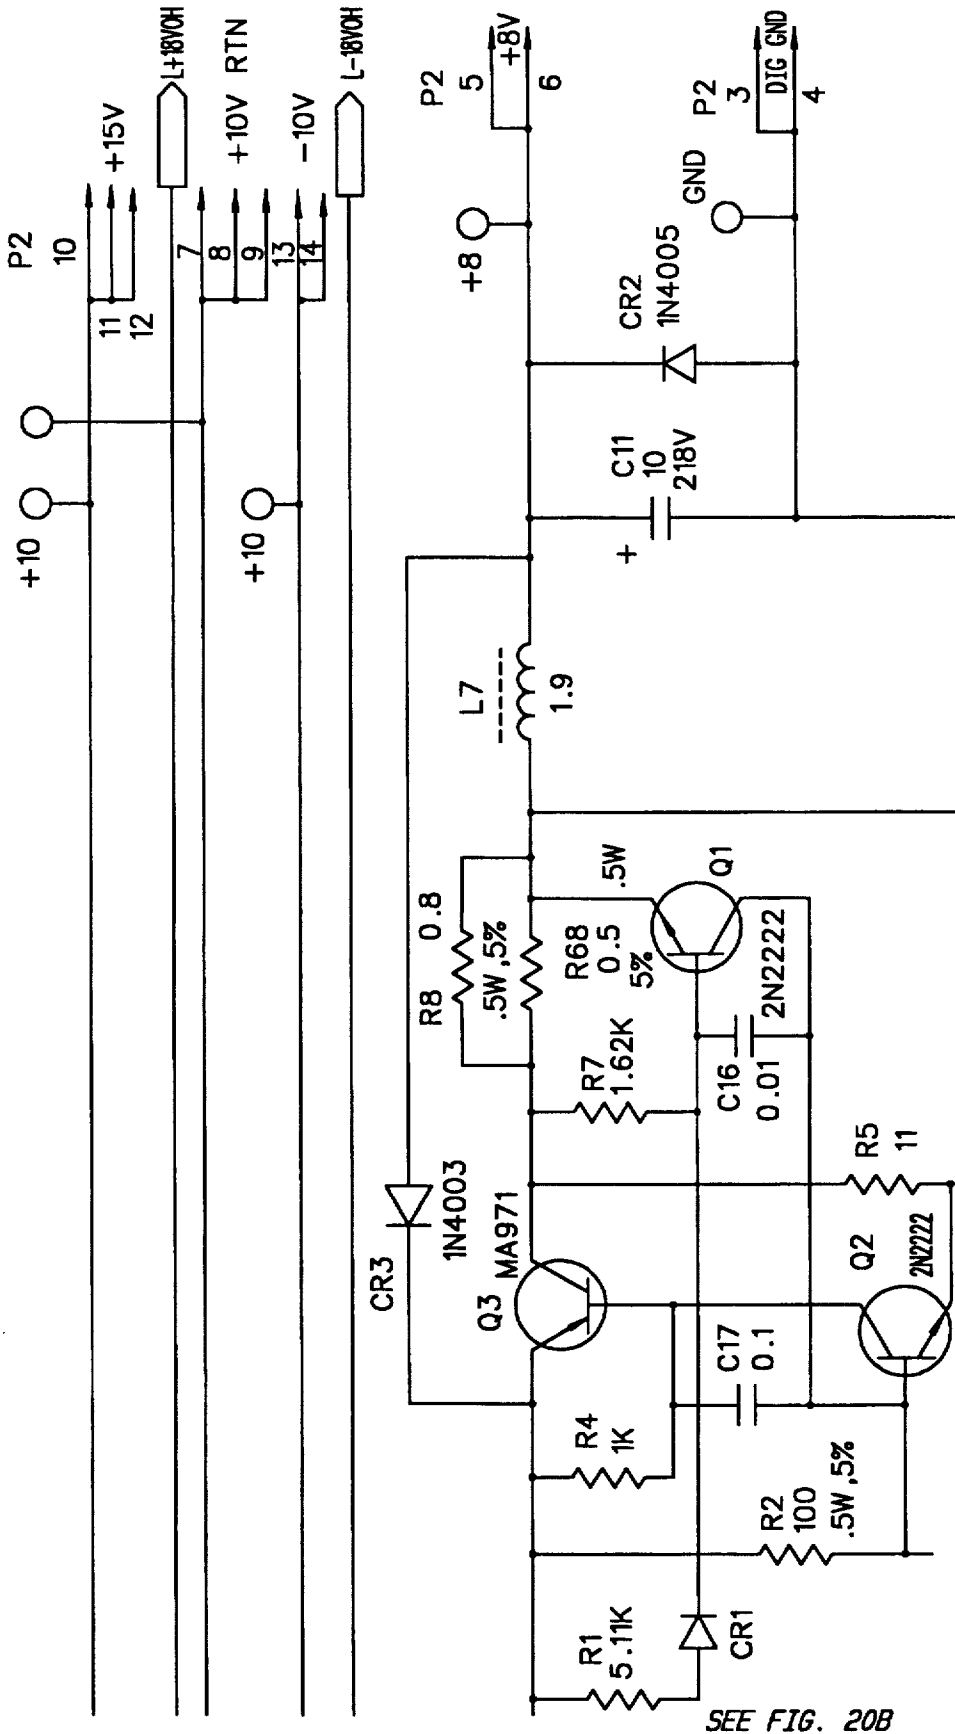 P2
10
+15V
11
12
L+18VOH
7
8
9
+10V RTN
13
14
-10V
L-18VOH
+10
+10
P2
5
+8V
6
+8
P2
3
DIG GND
4
GND
CR2
1N4005
C11
10
218V
+
L7
1.9
R8 0.8
.5W,5%
.5W
R68
0.5
5%
Q1
2N2222
R7
1.62K
C16
0.01
R5
11
CR3
1N4003
Q3
MA971
Q2
2N2222
C17
0.1
R4
1K
R2
100
.5W,5%
R1
5.11K
CR1
SEE FIG. 20B